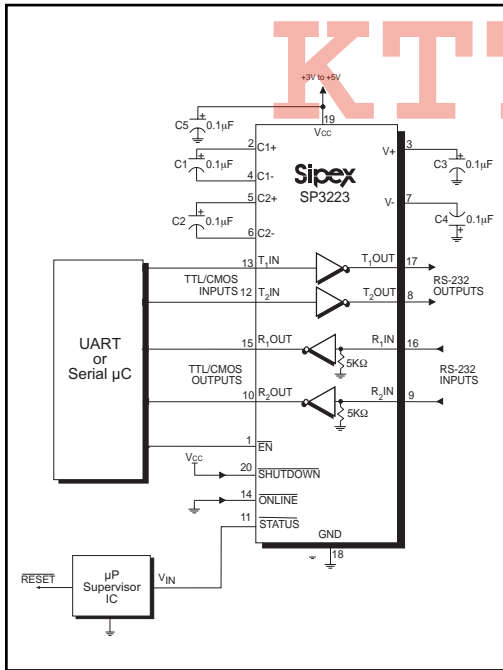 KTT
+3V to +5V
19
VCC
C5 + 0.1µF
C1 + 0.1µF
2 C1+
4 C1-
C2 + 0.1µF
5 C2+
6 C2-
Sipex
SP3223
V+ 3
C3 + 0.1µF
V- 7
C4 0.1µF +
UART
or
Serial µC
TTL/CMOS
INPUTS
13 T1IN
T1OUT 17
12 T2IN
T2OUT 8
RS-232
OUTPUTS
TTL/CMOS
OUTPUTS
15 R1OUT
R1IN 16
5KΩ
10 R2OUT
R2IN 9
5KΩ
RS-232
INPUTS
1 EN
VCC
20 SHUTDOWN
14 ONLINE
11 STATUS
GND
18
RESET
µP
Supervisor
IC
VIN